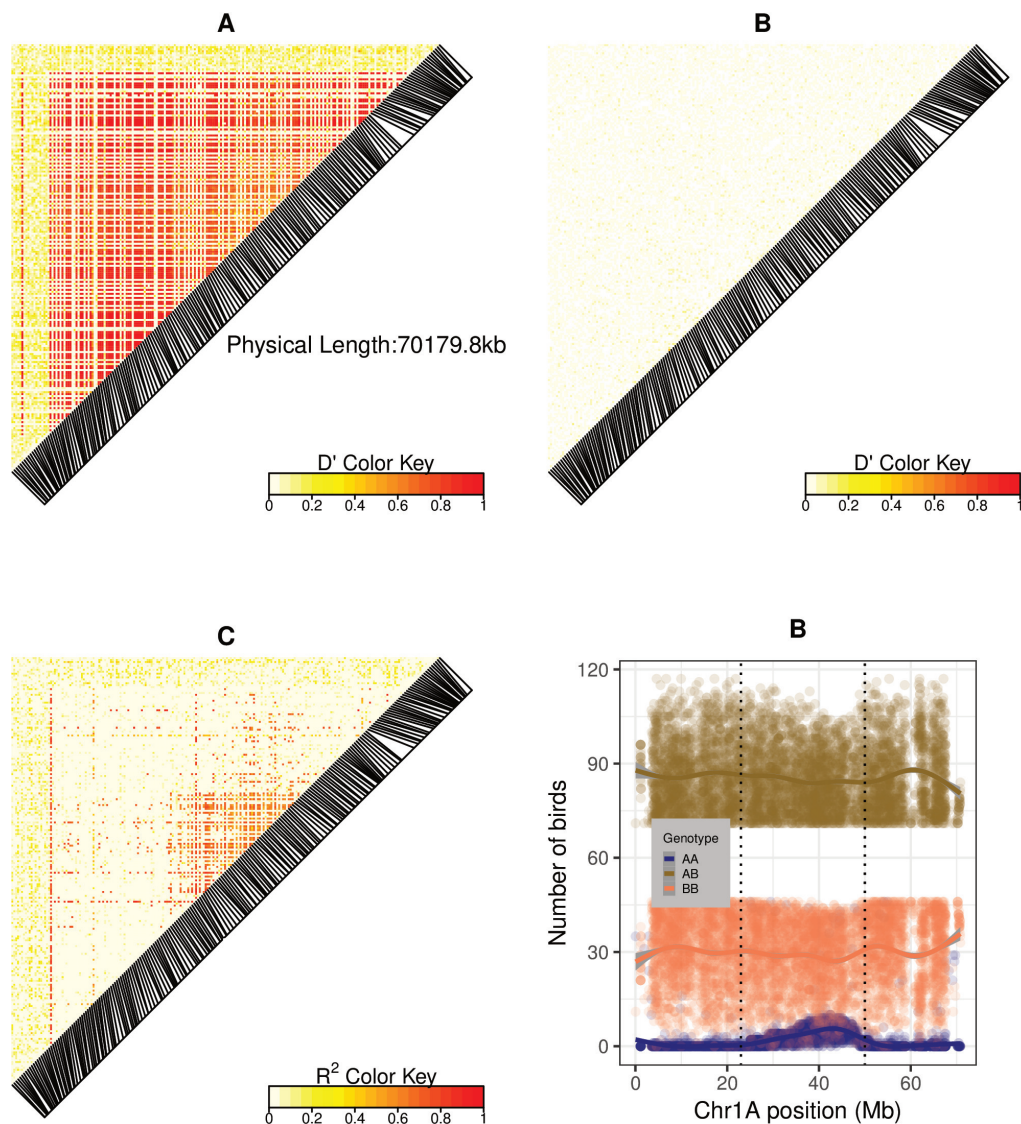 A
B
Physical Length:70179.8kb
D' Color Key
0 0.2 0.4 0.6 0.8 1
D' Color Key
0 0.2 0.4 0.6 0.8 1
C
R² Color Key
0 0.2 0.4 0.6 0.8 1
B
Number of birds
120
90
60
30
0
Genotype
AA
AB
BB
0 20 40 60
Chr1A position (Mb)